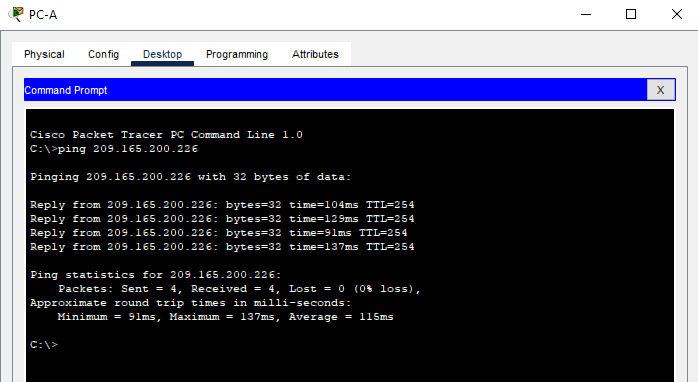 PC-A
Physical Config Desktop Programming Attributes
Command Prompt X
Cisco Packet Tracer PC Command Line 1.0
C:\>ping 209.165.200.226
Pinging 209.165.200.226 with 32 bytes of data:
Reply from 209.165.200.226: bytes=32 time=104ms TTL=254
Reply from 209.165.200.226: bytes=32 time=129ms TTL=254
Reply from 209.165.200.226: bytes=32 time=91ms TTL=254
Reply from 209.165.200.226: bytes=32 time=137ms TTL=254
Ping statistics for 209.165.200.226:
Packets: Sent = 4, Received = 4, Lost = 0 (0% loss),
Approximate round trip times in milli-seconds:
Minimum = 91ms, Maximum = 137ms, Average = 115ms
C:\>